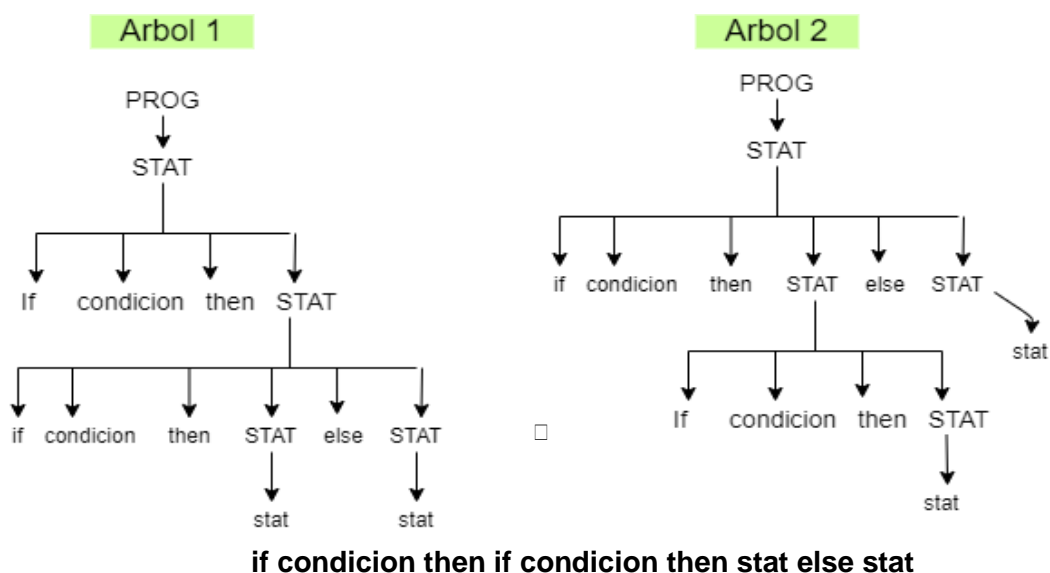 Arbol 1
PROG
STAT
If condicion then STAT
if condicion then STAT else STAT
stat stat
Arbol 2
PROG
STAT
if condicion then STAT else STAT
stat
If condicion then STAT
stat
if condicion then if condicion then stat else stat